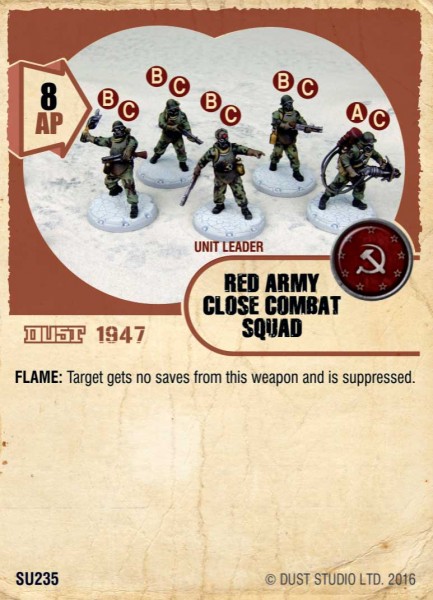 8
AP
B C
B C
B C
B C
A C
UNIT LEADER
RED ARMY
CLOSE COMBAT
SQUAD
DUST 1947
FLAME: Target gets no saves from this weapon and is suppressed.
SU235
© DUST STUDIO LTD. 2016